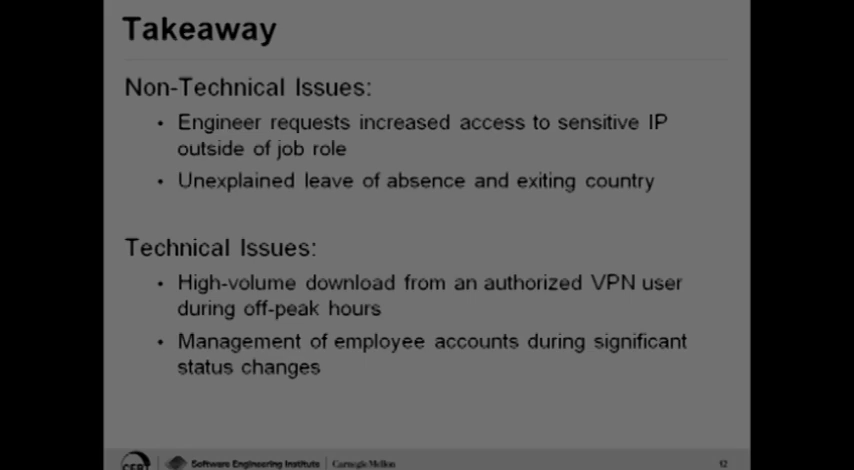 Takeaway
Non-Technical Issues:
• Engineer requests increased access to sensitive IP
outside of job role
• Unexplained leave of absence and exiting country
Technical Issues:
• High-volume download from an authorized VPN user
during off-peak hours
• Management of employee accounts during significant
status changes
CERT Software Engineering Institute Carnegie Mellon 12